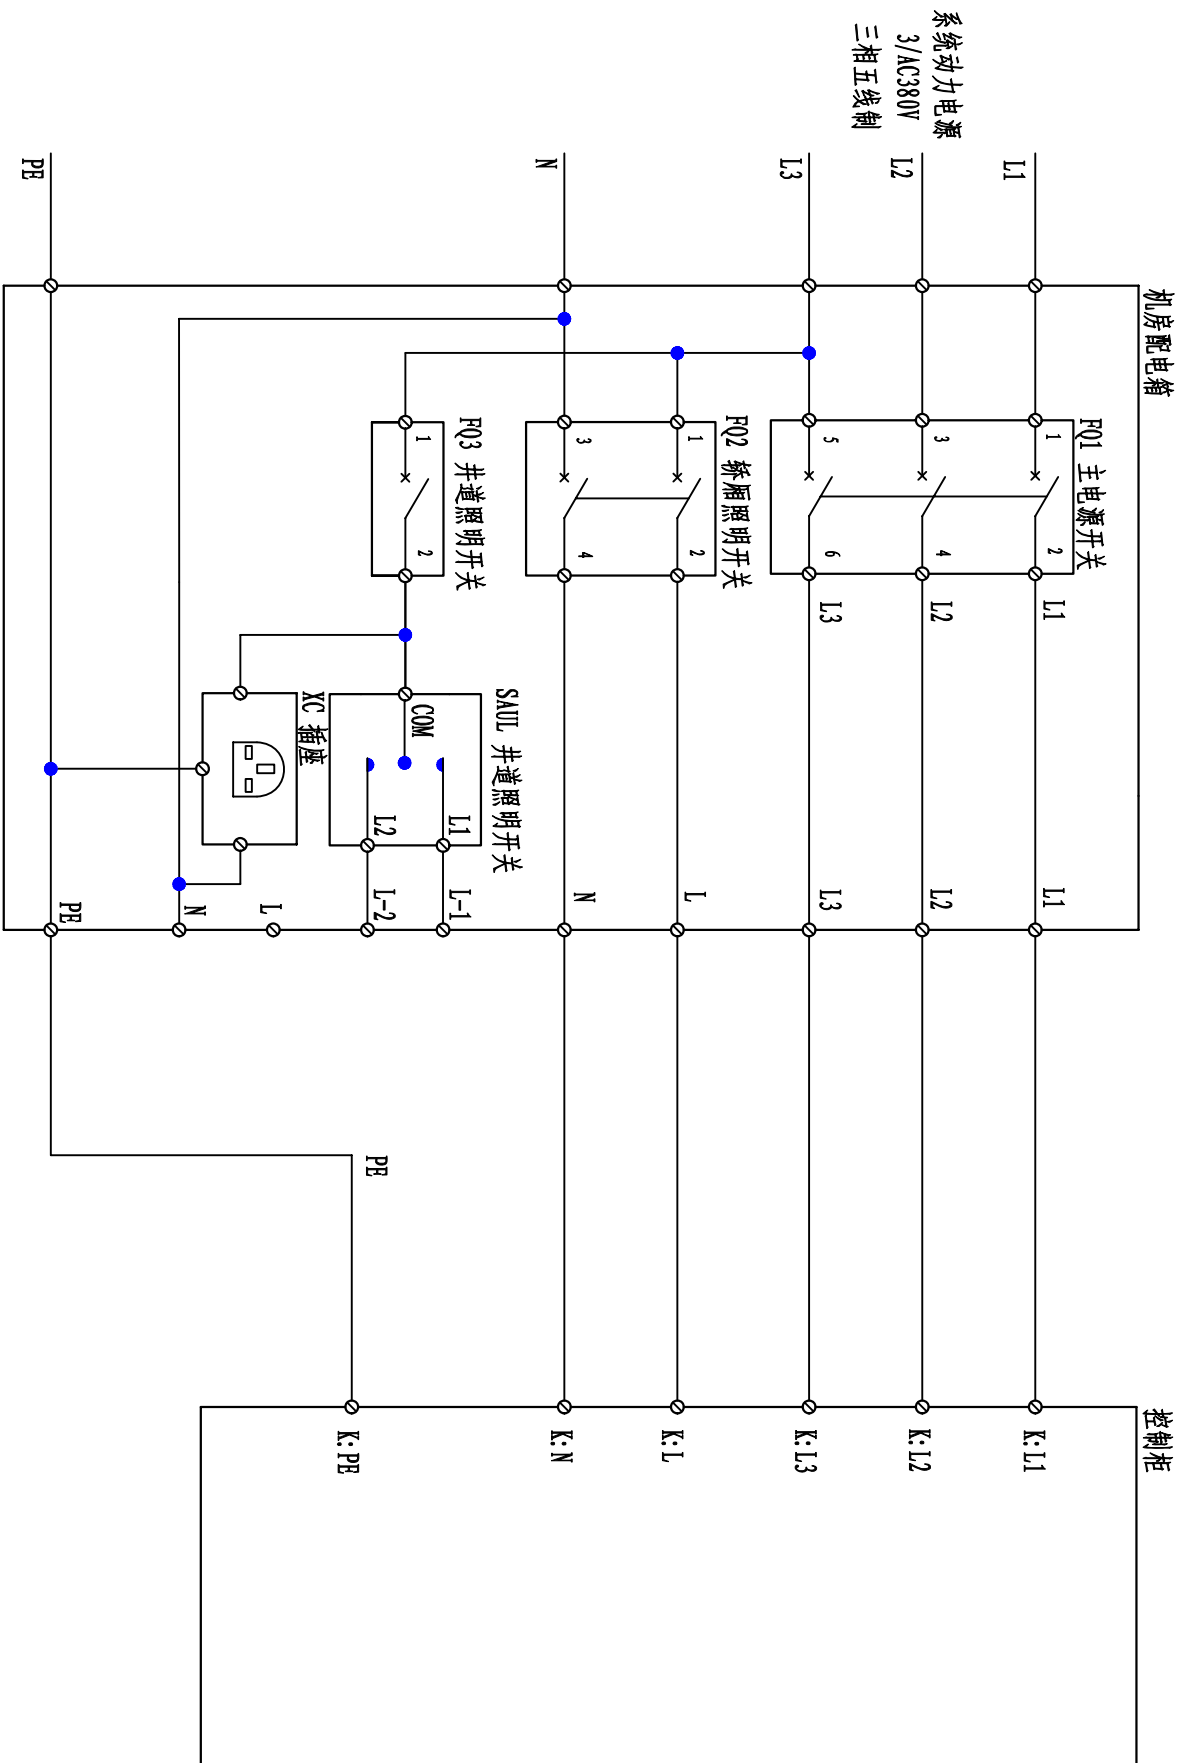 系统动力电源
3/AC380V
三相五线制
L1
L2
L3
N
PE
机房配电箱
FQ1 主电源开关
1
2
3
4
5
6
L1
L2
L3
FQ2 轿厢照明开关
1
2
3
4
FQ3 井道照明开关
1
2
SAUL 井道照明开关
COM
L1
L2
XC 插座
L1
L2
L3
L
N
L-1
L-2
L
N
PE
PE
控制柜
K:L1
K:L2
K:L3
K:L
K:N
K:PE